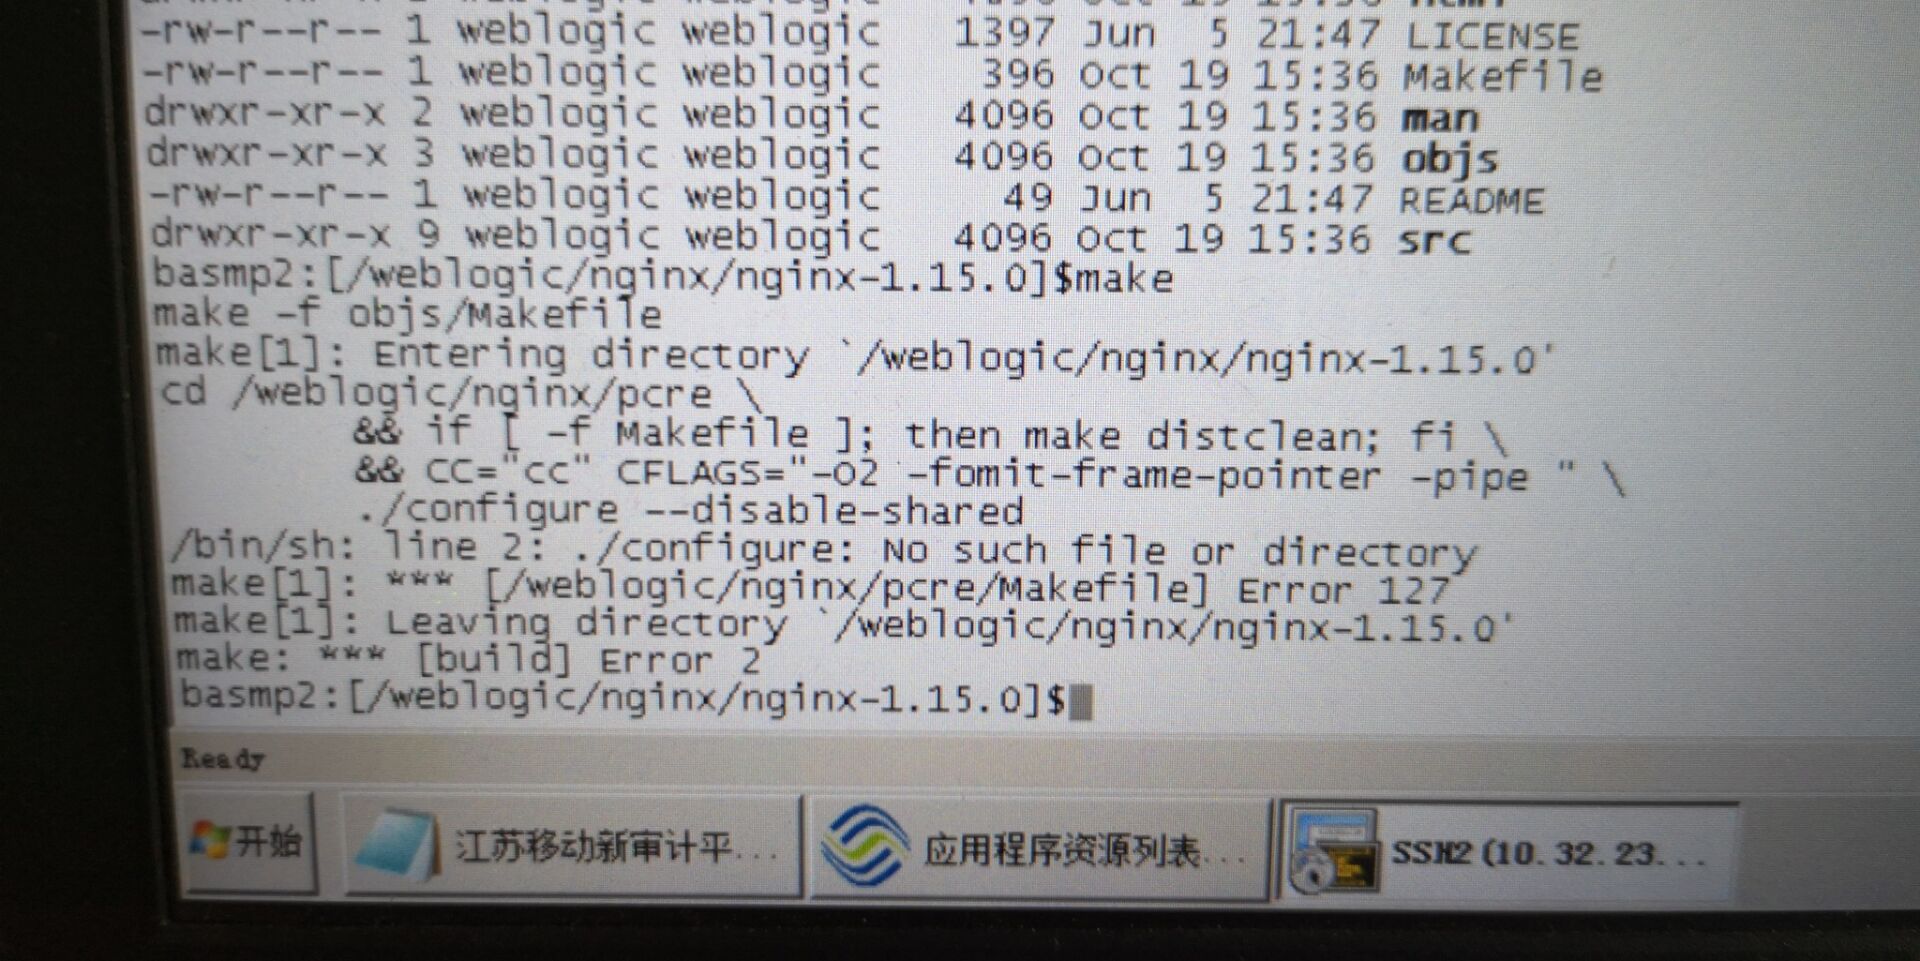 -rw-r--r-- 1 weblogic weblogic 1397 Jun 5 21:47 LICENSE
-rw-r--r-- 1 weblogic weblogic 396 Oct 19 15:36 Makefile
drwxr-xr-x 2 weblogic weblogic 4096 Oct 19 15:36 man
drwxr-xr-x 3 weblogic weblogic 4096 Oct 19 15:36 objs
-rw-r--r-- 1 weblogic weblogic 49 Jun 5 21:47 README
drwxr-xr-x 9 weblogic weblogic 4096 Oct 19 15:36 src
basmp2:[/weblogic/nginx/nginx-1.15.0]$make
make -f objs/Makefile
make[1]: Entering directory `/weblogic/nginx/nginx-1.15.0'
cd /weblogic/nginx/pcre \
&& if [ -f Makefile ]; then make distclean; fi \
&& CC="cc" CFLAGS="-O2 -fomit-frame-pointer -pipe " \
./configure --disable-shared
/bin/sh: line 2: ./configure: No such file or directory
make[1]: *** [/weblogic/nginx/pcre/Makefile] Error 127
make[1]: Leaving directory `/weblogic/nginx/nginx-1.15.0'
make: *** [build] Error 2
basmp2:[/weblogic/nginx/nginx-1.15.0]$
Ready
开始 江苏移动新审计平... 应用程序资源列表... SSH2 (10.32.23...